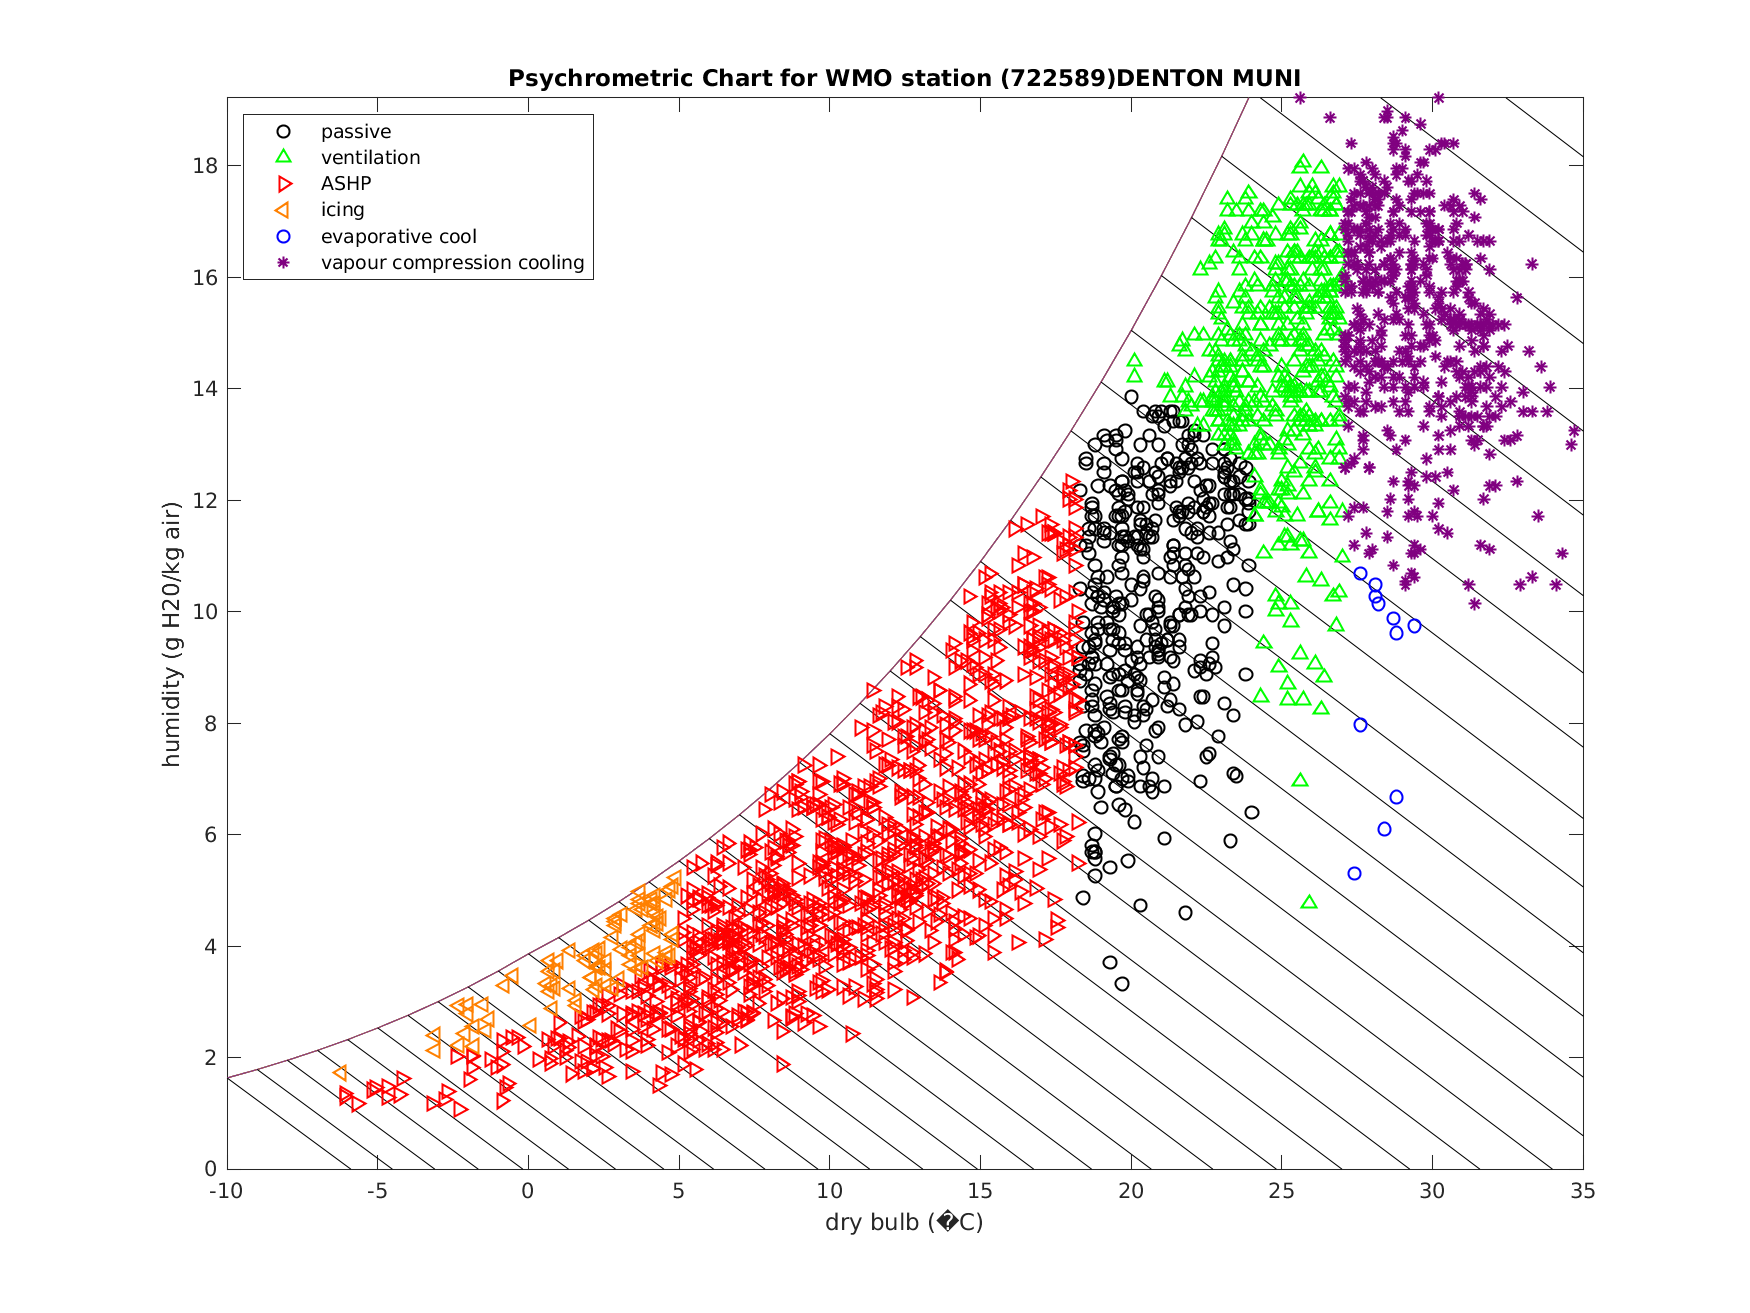 Psychrometric Chart for WMO station (722589)DENTON MUNI
passive
ventilation
ASHP
icing
evaporative cool
vapour compression cooling
humidity (g H20/kg air)
18
16
14
12
10
8
6
4
2
0
-10 -5 0 5 10 15 20 25 30 35
dry bulb (�C)